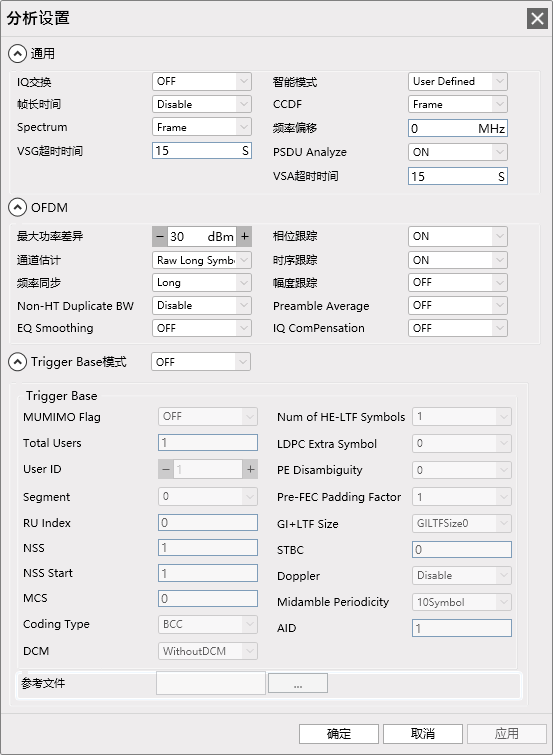 分析设置
通用
IQ交换 OFF 智能模式 User Defined
帧长时间 Disable CCDF Frame
Spectrum Frame 频率偏移 0 MHz
VSG超时时间 15 S PSDU Analyze ON
VSA超时时间 15 S
OFDM
最大功率差异 − 30 dBm + 相位跟踪 ON
通道估计 Raw Long Symb 时序跟踪 ON
频率同步 Long 幅度跟踪 OFF
Non-HT Duplicate BW Disable Preamble Average OFF
EQ Smoothing OFF IQ ComPensation OFF
Trigger Base模式 OFF
Trigger Base
MUMIMO Flag OFF Num of HE-LTF Symbols 1
Total Users 1 LDPC Extra Symbol 0
User ID − 1 + PE Disambiguity 0
Segment 0 Pre-FEC Padding Factor 1
RU Index 0 GI+LTF Size GILTFSize0
NSS 1 STBC 0
NSS Start 1 Doppler Disable
MCS 0 Midamble Periodicity 10Symbol
Coding Type BCC AID 1
DCM WithoutDCM
参考文件 ...
确定 取消 应用